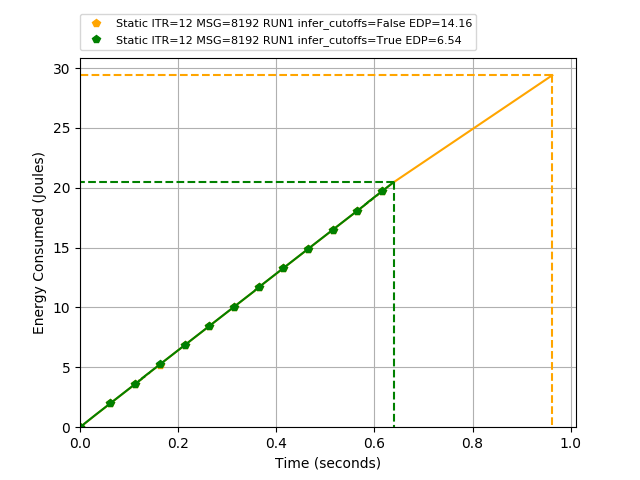 Static ITR=12 MSG=8192 RUN1 infer_cutoffs=False EDP=14.16
Static ITR=12 MSG=8192 RUN1 infer_cutoffs=True EDP=6.54
30
25
20
15
10
5
0
Energy Consumed (Joules)
0.0 0.2 0.4 0.6 0.8 1.0
Time (seconds)